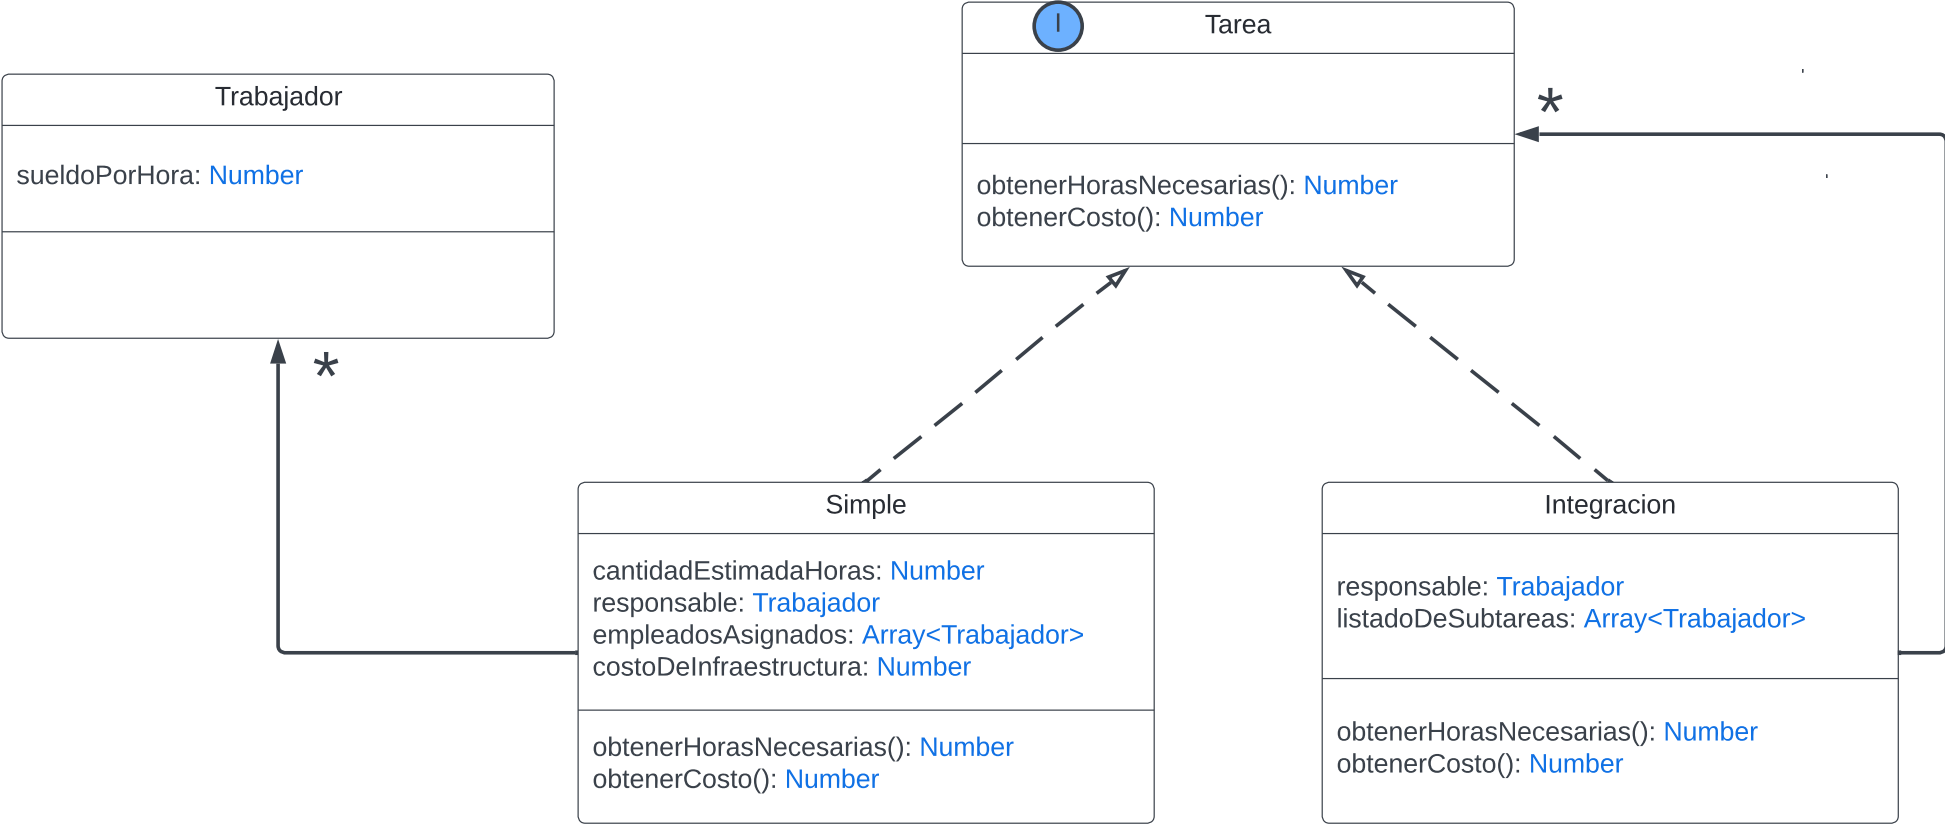 I
Tarea
*
obtenerHorasNecesarias(): Number
obtenerCosto(): Number
Trabajador
sueldoPorHora: Number
*
Simple
cantidadEstimadaHoras: Number
responsable: Trabajador
empleadosAsignados: Array<Trabajador>
costoDeInfraestructura: Number
obtenerHorasNecesarias(): Number
obtenerCosto(): Number
Integracion
responsable: Trabajador
listadoDeSubtareas: Array<Trabajador>
obtenerHorasNecesarias(): Number
obtenerCosto(): Number